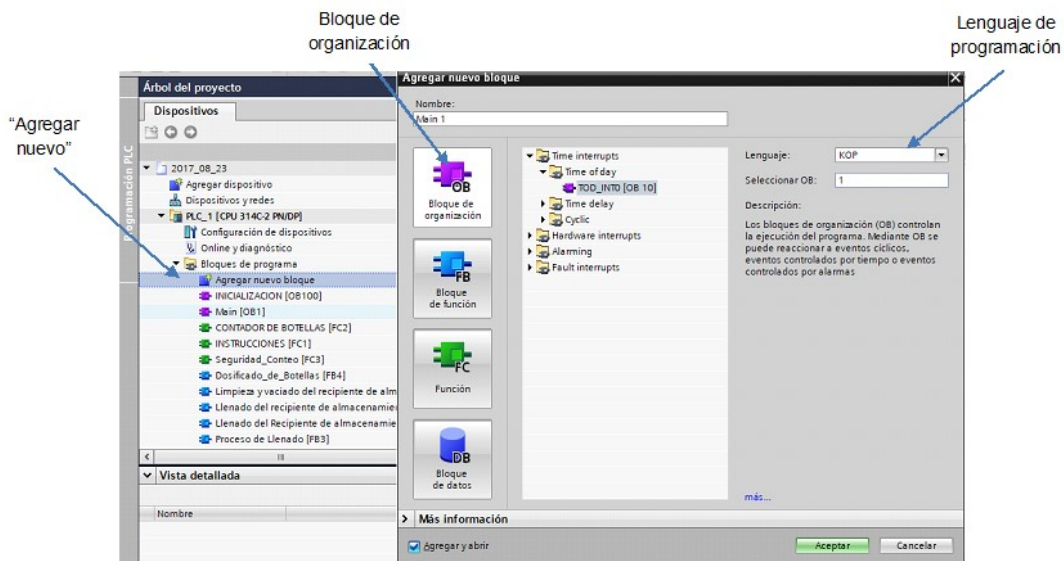 Bloque de
organización
Lenguaje de
programación
“Agregar
nuevo”
Programación PLC
Árbol del proyecto
Dispositivos
2017_08_23
Agregar dispositivo
Dispositivos y redes
PLC_1 [CPU 314C-2 PN/DP]
Configuración de dispositivos
Online y diagnóstico
Bloques de programa
Agregar nuevo bloque
INICIALIZACION [OB100]
Main [OB1]
CONTADOR DE BOTELLAS [FC2]
INSTRUCCIONES [FC1]
Seguridad_Conteo [FC3]
Dosificado_de_Botellas [FB4]
Limpieza y vaciado del recipiente de alm
Llenado del recipiente de almacenamie
Llenado del Recipiente de almacenamie
Proceso de Llenado [FB3]
Vista detallada
Nombre
Agregar nuevo bloque
Nombre:
Main 1
OB
Bloque de
organización
FB
Bloque
de función
FC
Función
DB
Bloque
de datos
Time interrupts
Time of day
TOD_INT0 [OB 10]
Time delay
Cyclic
Hardware interrupts
Alarming
Fault interrupts
Lenguaje: KOP
Seleccionar OB: 1
Descripción:
Los bloques de organización (OB) controlan
la ejecución del programa. Mediante OB se
puede reaccionar a eventos cíclicos,
eventos controlados por tiempo o eventos
controlados por alarmas
más...
Más información
Agregar y abrir
Aceptar
Cancelar